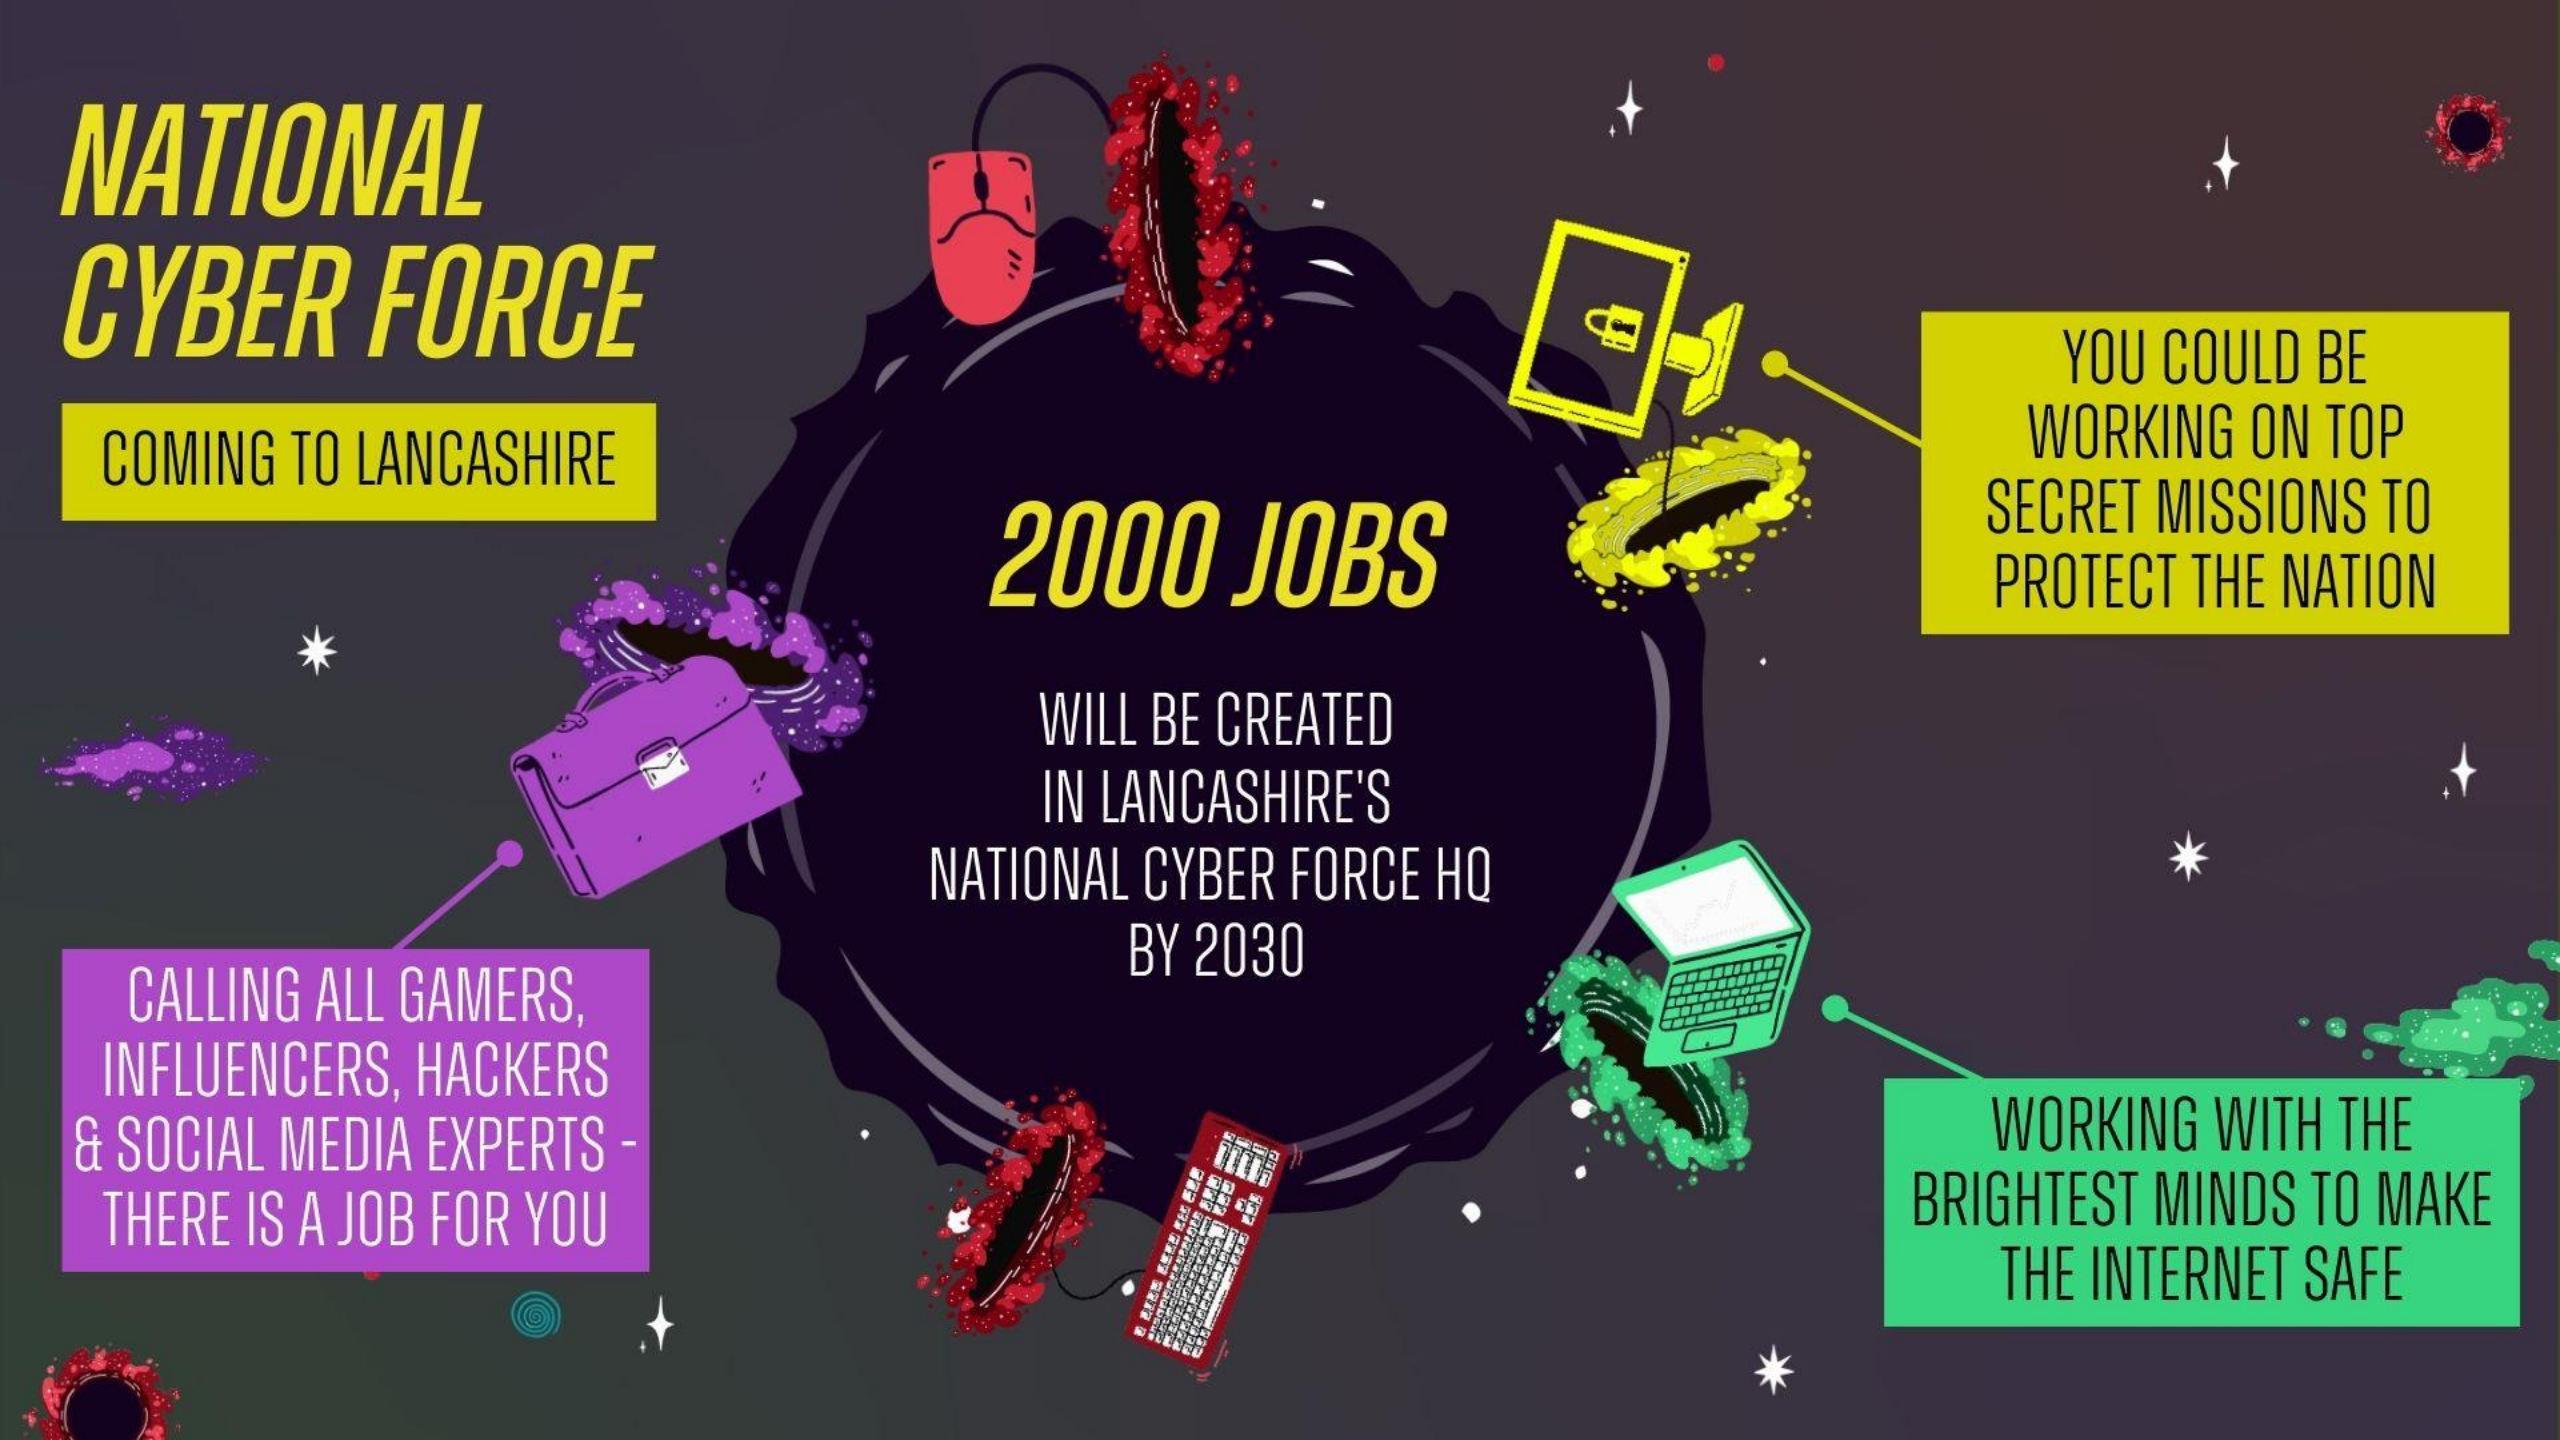 NATIONAL
CYBER FORCE
COMING TO LANCASHIRE
2000 JOBS
WILL BE CREATED
IN LANCASHIRE'S
NATIONAL CYBER FORCE HQ
BY 2030
YOU COULD BE
WORKING ON TOP
SECRET MISSIONS TO
PROTECT THE NATION
CALLING ALL GAMERS,
INFLUENCERS, HACKERS
& SOCIAL MEDIA EXPERTS -
THERE IS A JOB FOR YOU
WORKING WITH THE
BRIGHTEST MINDS TO MAKE
THE INTERNET SAFE